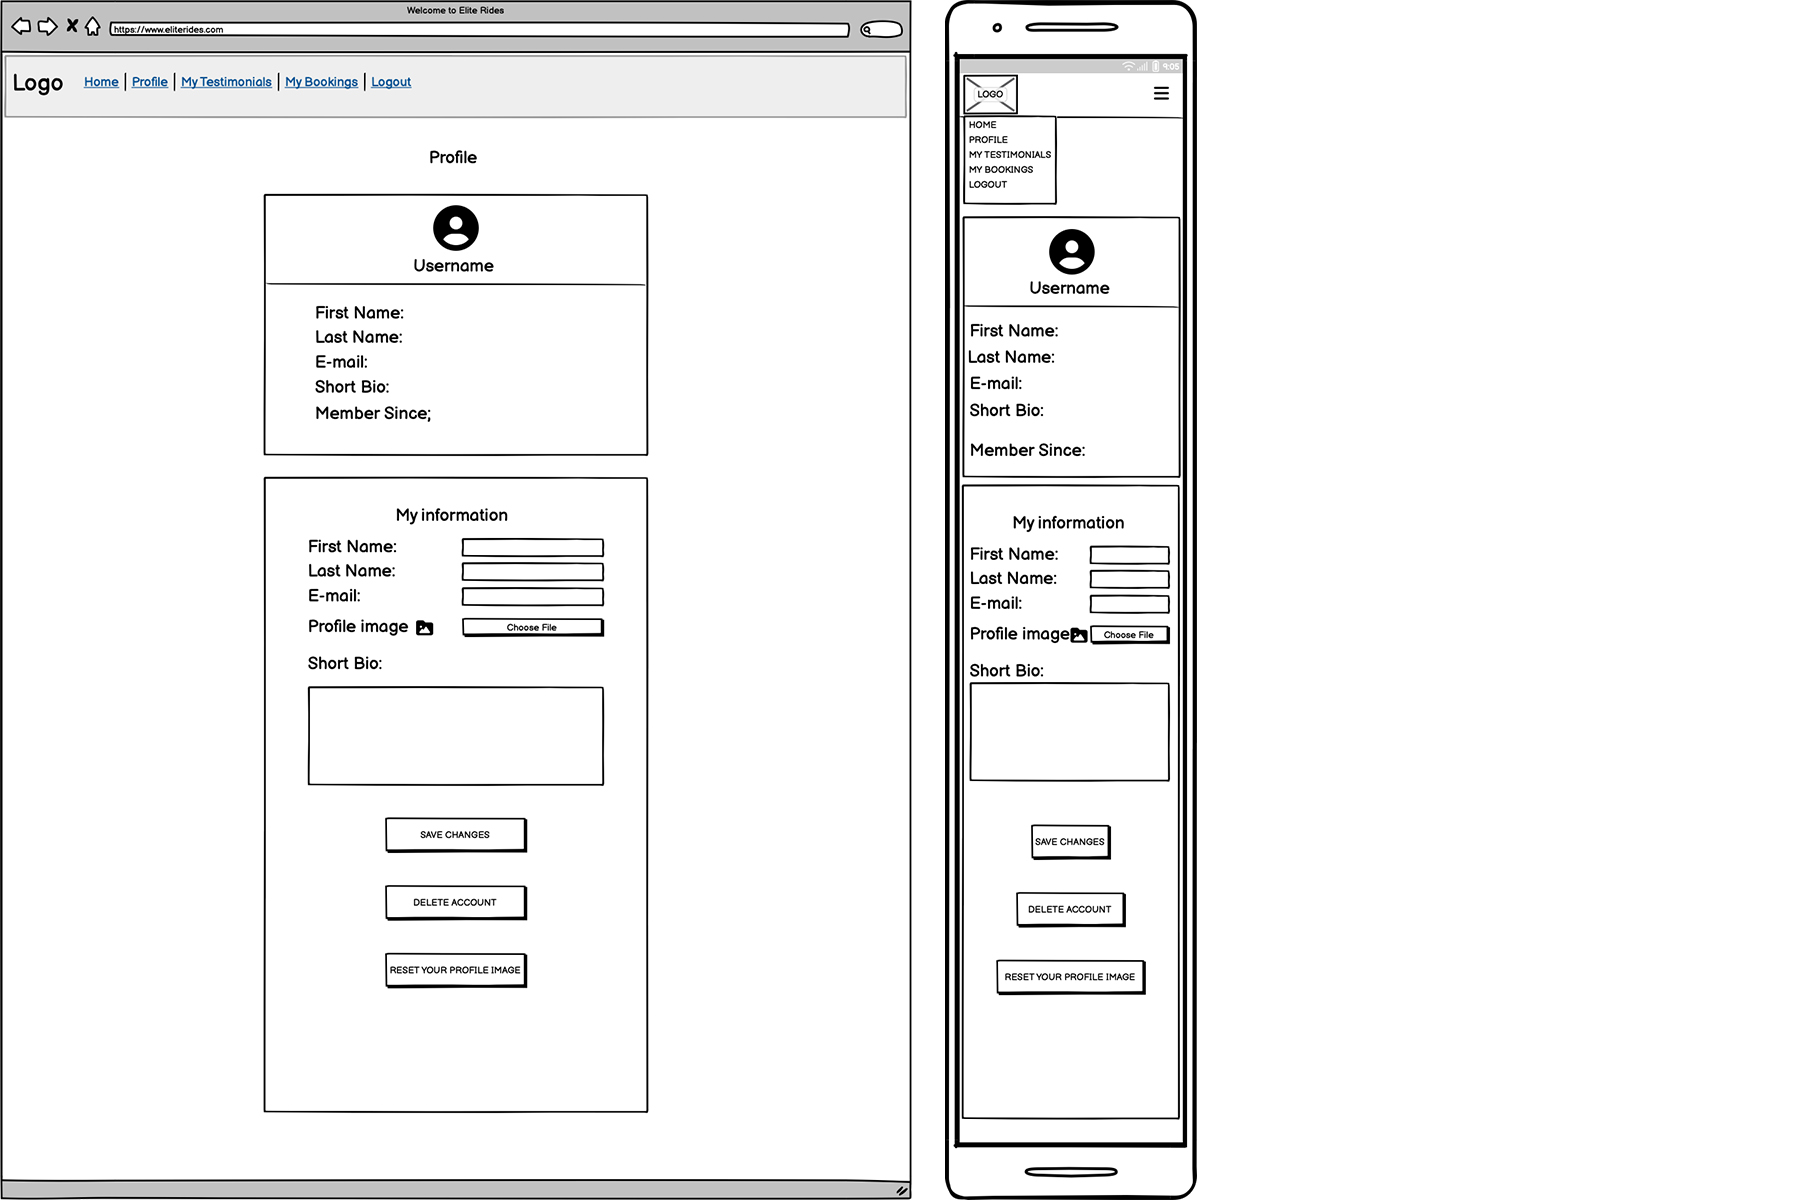 Welcome to Elite Rides
https://www.eliterides.com
Logo Home Profile My Testimonials My Bookings Logout
Profile
Username
First Name:
Last Name:
E-mail:
Short Bio:
Member Since;
My information
First Name:
Last Name:
E-mail:
Profile image Choose File
Short Bio:
SAVE CHANGES
DELETE ACCOUNT
RESET YOUR PROFILE IMAGE
9:05
LOGO
HOME
PROFILE
MY TESTIMONIALS
MY BOOKINGS
LOGOUT
Username
First Name:
Last Name:
E-mail:
Short Bio:
Member Since:
My information
First Name:
Last Name:
E-mail:
Profile image Choose File
Short Bio:
SAVE CHANGES
DELETE ACCOUNT
RESET YOUR PROFILE IMAGE